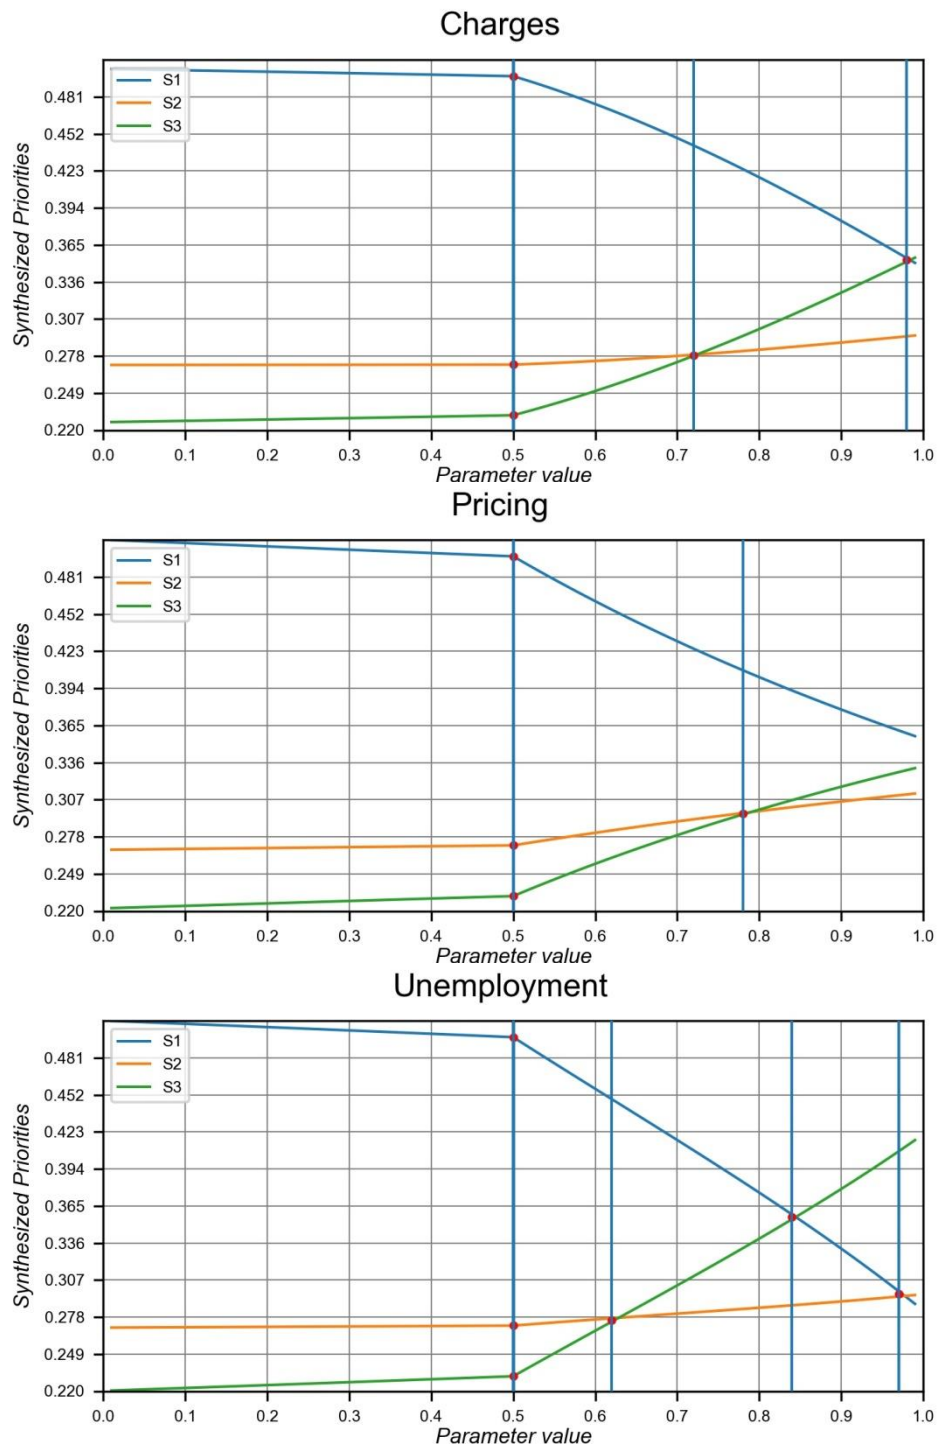 Charges
Synthesized Priorities
S1
S2
S3
0.481
0.452
0.423
0.394
0.365
0.336
0.307
0.278
0.249
0.220
0.0 0.1 0.2 0.3 0.4 0.5 0.6 0.7 0.8 0.9 1.0
Parameter value
Pricing
Synthesized Priorities
S1
S2
S3
0.481
0.452
0.423
0.394
0.365
0.336
0.307
0.278
0.249
0.220
0.0 0.1 0.2 0.3 0.4 0.5 0.6 0.7 0.8 0.9 1.0
Parameter value
Unemployment
Synthesized Priorities
S1
S2
S3
0.481
0.452
0.423
0.394
0.365
0.336
0.307
0.278
0.249
0.220
0.0 0.1 0.2 0.3 0.4 0.5 0.6 0.7 0.8 0.9 1.0
Parameter value